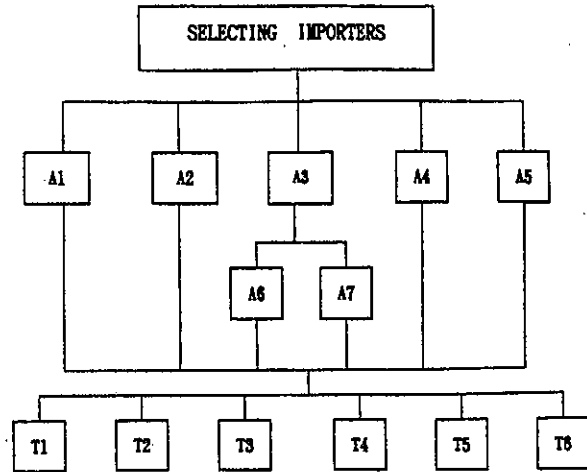 SELECTING IMPORTERS
A1 A2 A3 A4 A5
A6 A7
T1 T2 T3 T4 T5 T6